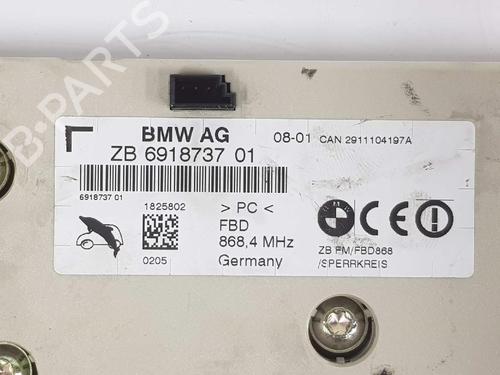 BMW AG
08-01 CAN 2911104197A
ZB 6918737 01
6918737 01
1825802
> PC <
FBD
868,4 MHz
Germany
0205
CE
ZB FM/FBD868
/SPERRKREIS
B-Parts